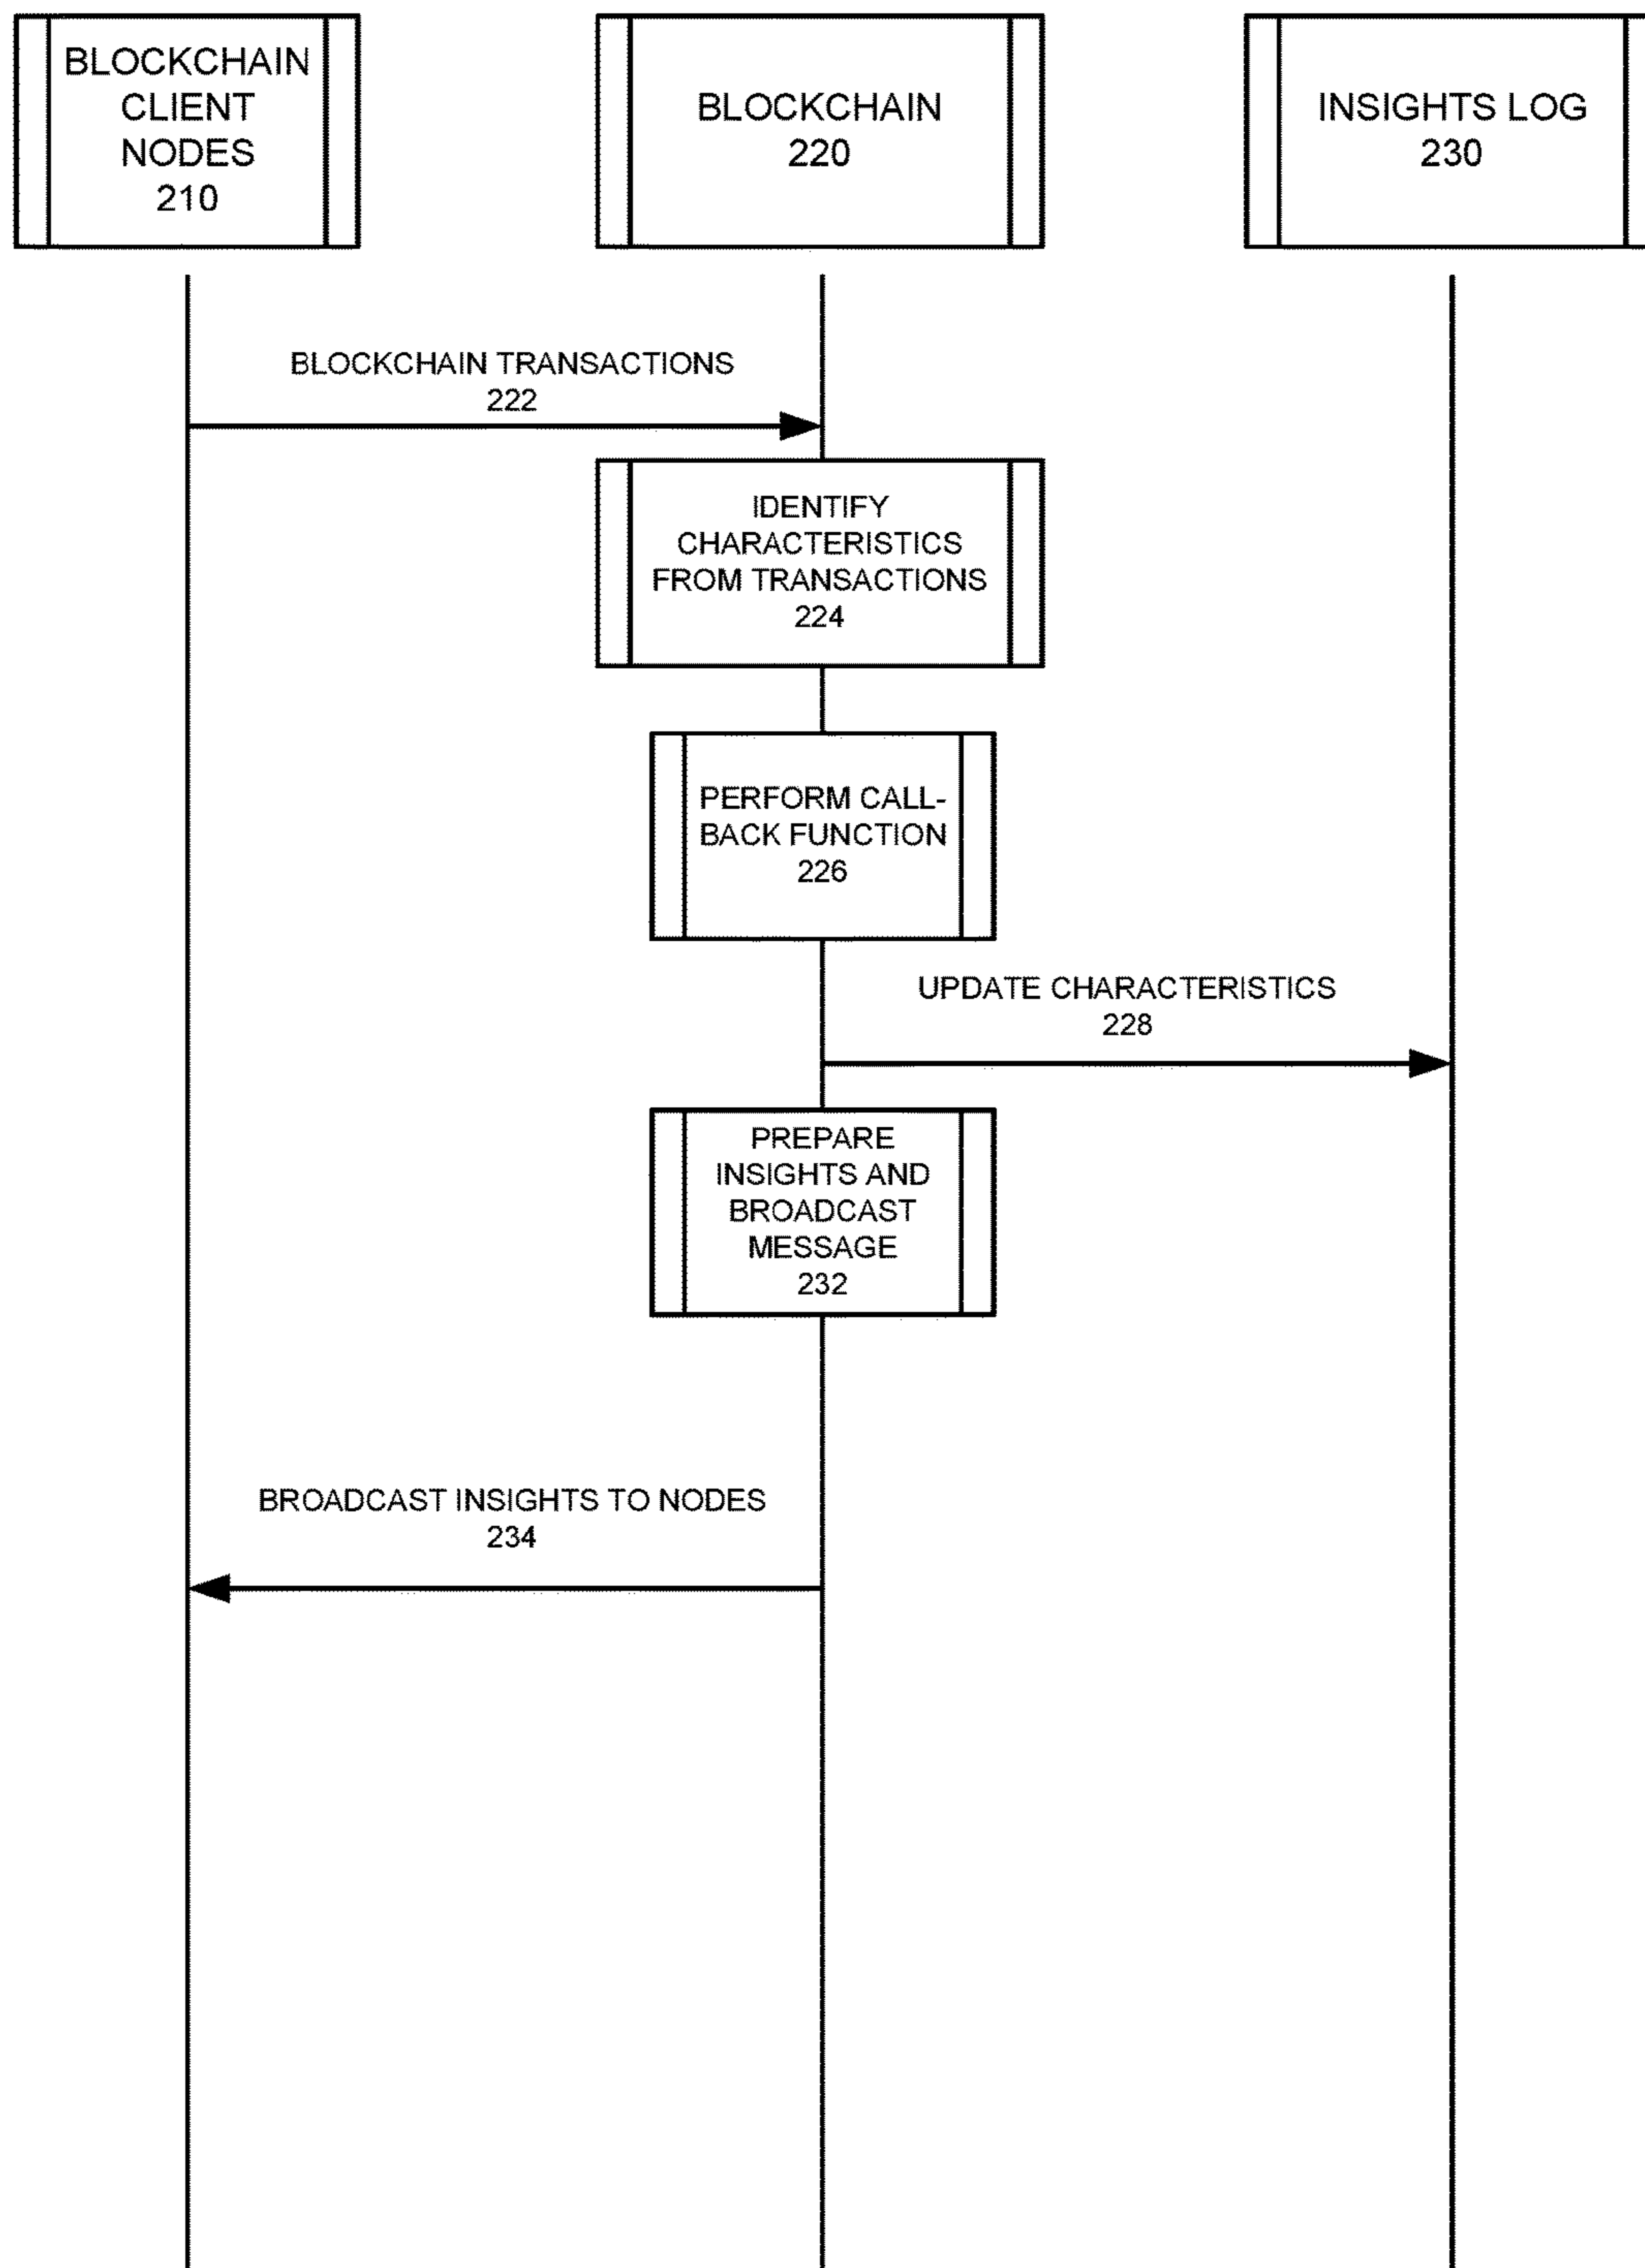 BLOCKCHAIN
CLIENT
NODES
210
BLOCKCHAIN
220
INSIGHTS LOG
230
BLOCKCHAIN TRANSACTIONS
222
IDENTIFY
CHARACTERISTICS
FROM TRANSACTIONS
224
PERFORM CALL-
BACK FUNCTION
226
UPDATE CHARACTERISTICS
228
PREPARE
INSIGHTS AND
BROADCAST
MESSAGE
232
BROADCAST INSIGHTS TO NODES
234